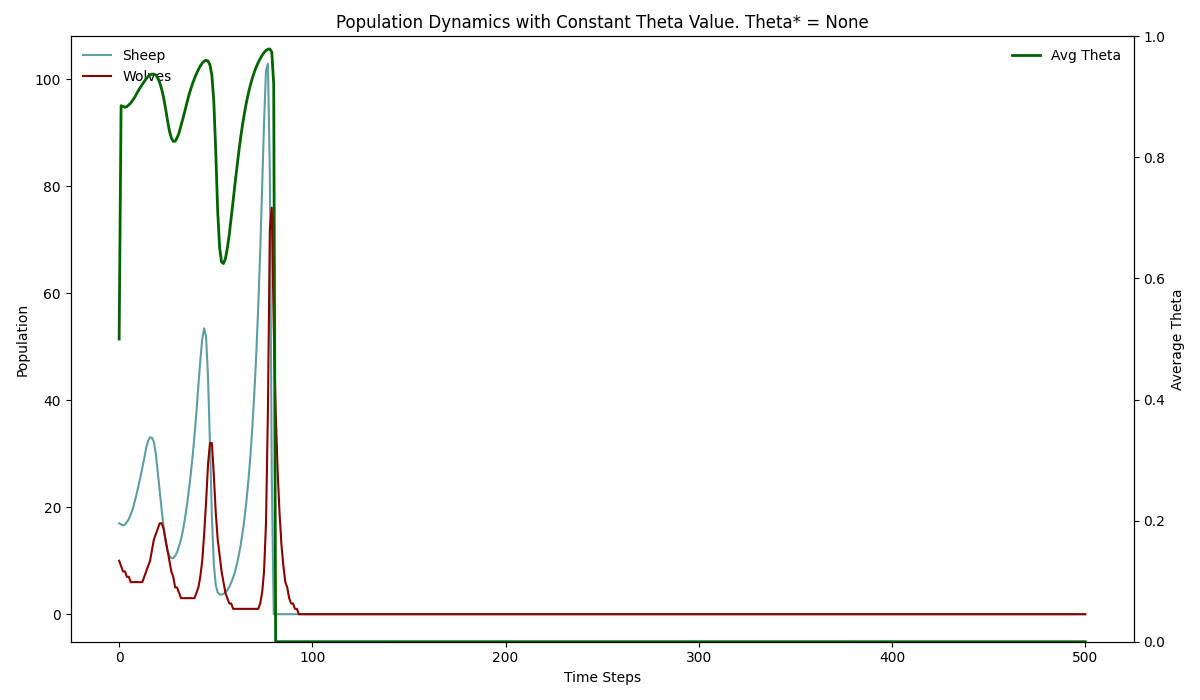 Population Dynamics with Constant Theta Value. Theta* = None
Sheep
Wolves
Avg Theta
Population
100
80
60
40
20
0
1.0
0.8
0.6
0.4
0.2
0.0
Average Theta
0
100
200
300
400
500
Time Steps